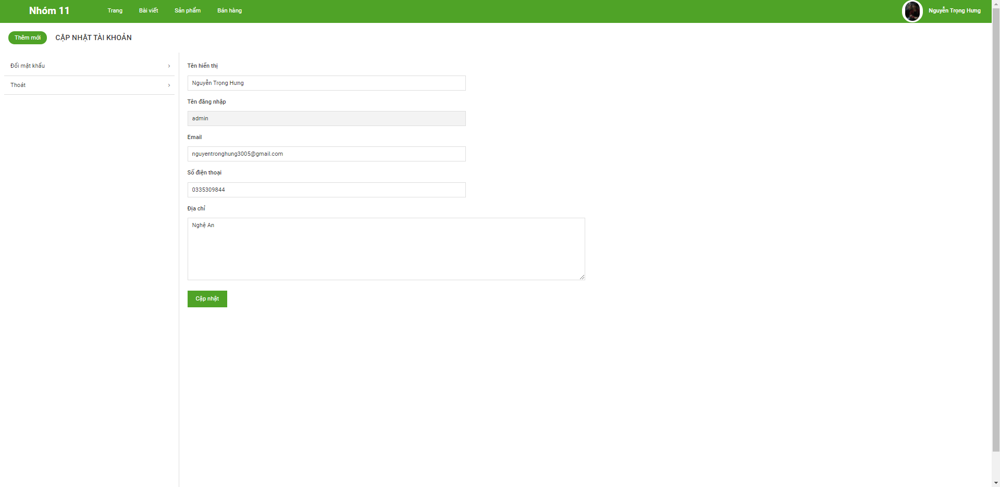 Nhóm 11 Trang Bài viết Sản phẩm Bán hàng Nguyễn Trọng Hưng
Thêm mới CẬP NHẬT TÀI KHOẢN
Đổi mật khẩu
Thoát
Tên hiển thị
Nguyễn Trọng Hưng
Tên đăng nhập
admin
Email
nguyentronghung3005@gmail.com
Số điện thoại
0335309844
Địa chỉ
Nghệ An
Cập nhật